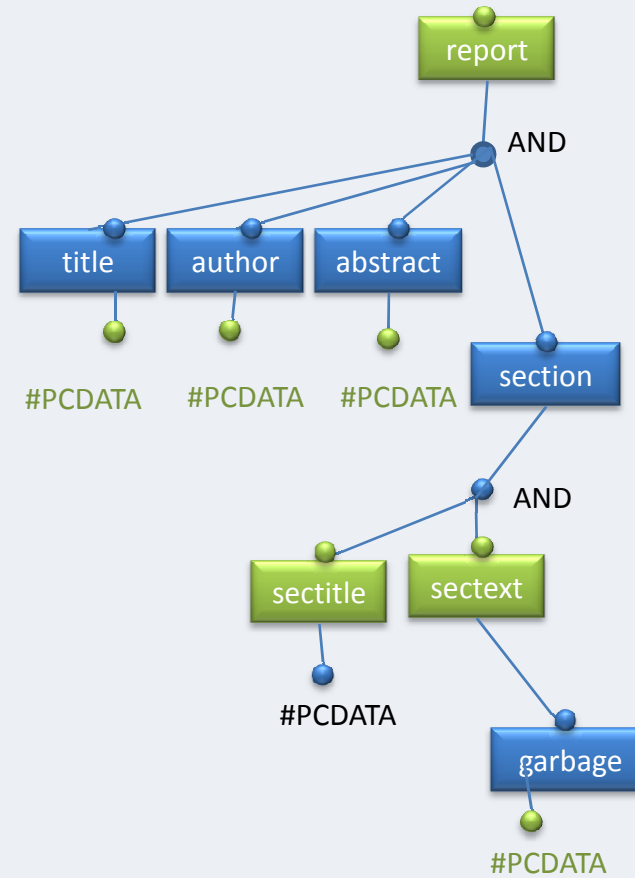 report
AND
title
author
abstract
#PCDATA
#PCDATA
#PCDATA
section
AND
sectitle
sectext
#PCDATA
garbage
#PCDATA